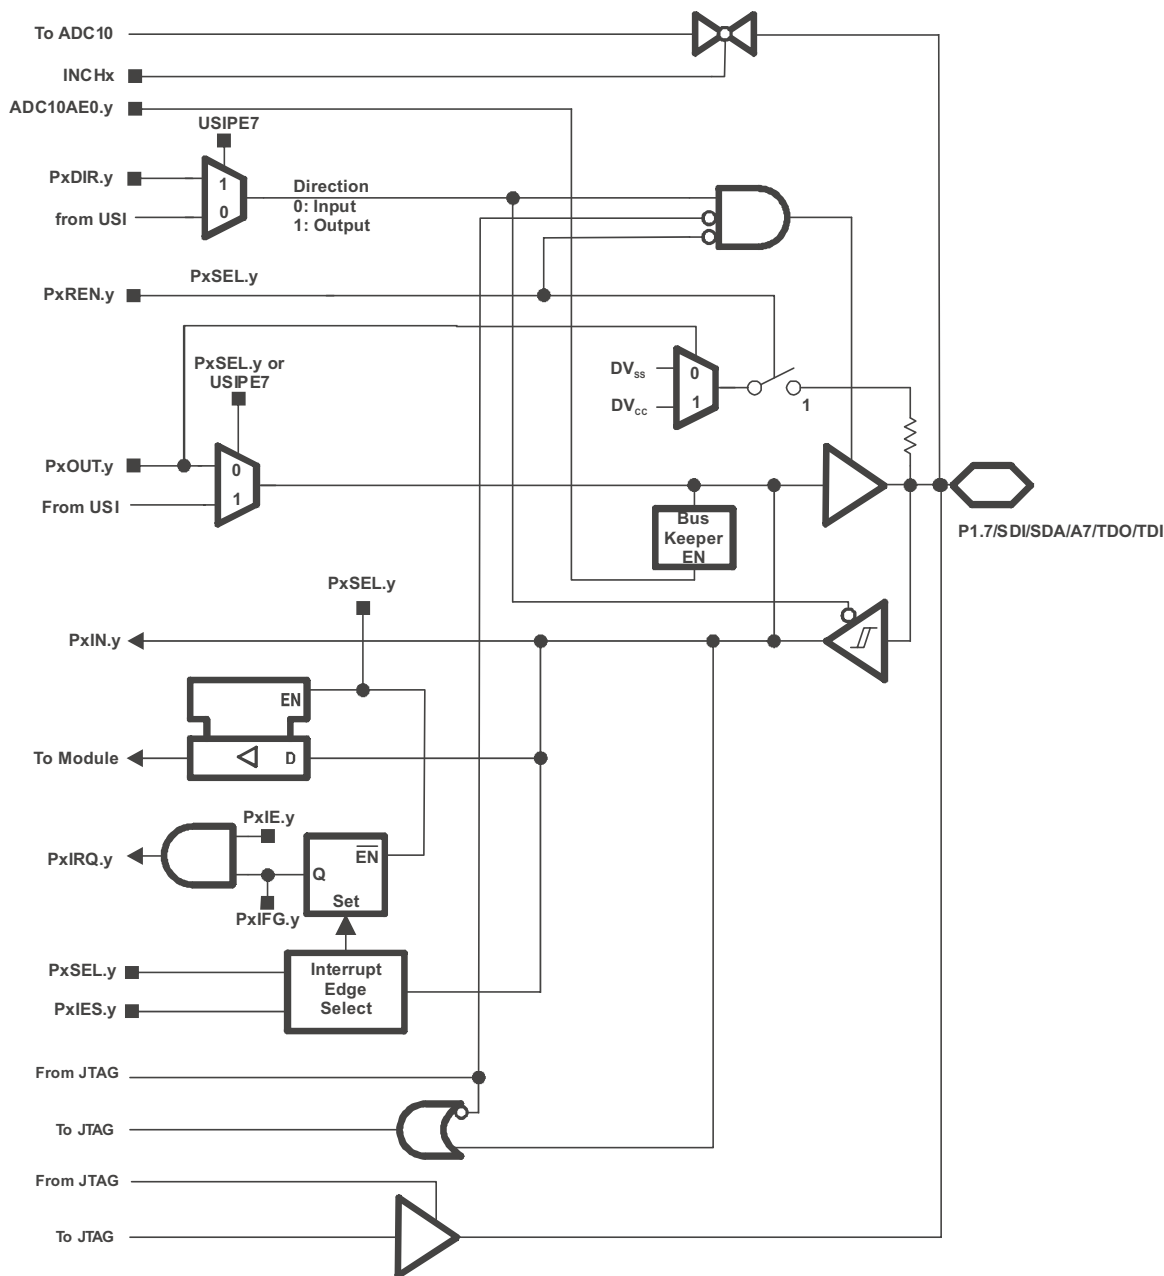 To ADC10
INCHx
ADC10AE0.y
USIPE7
PxDIR.y
1
from USI
0
Direction
0: Input
1: Output
PxSEL.y
PxREN.y
PxSEL.y or
USIPE7
DVSS
0
DVCC
1
1
PxOUT.y
0
From USI
1
Bus
Keeper
EN
P1.7/SDI/SDA/A7/TDO/TDI
PxSEL.y
PxIN.y
EN
To Module
D
PxIE.y
PxIRQ.y
EN
Q
Set
PxIFG.y
PxSEL.y
PxIES.y
Interrupt
Edge
Select
From JTAG
To JTAG
From JTAG
To JTAG